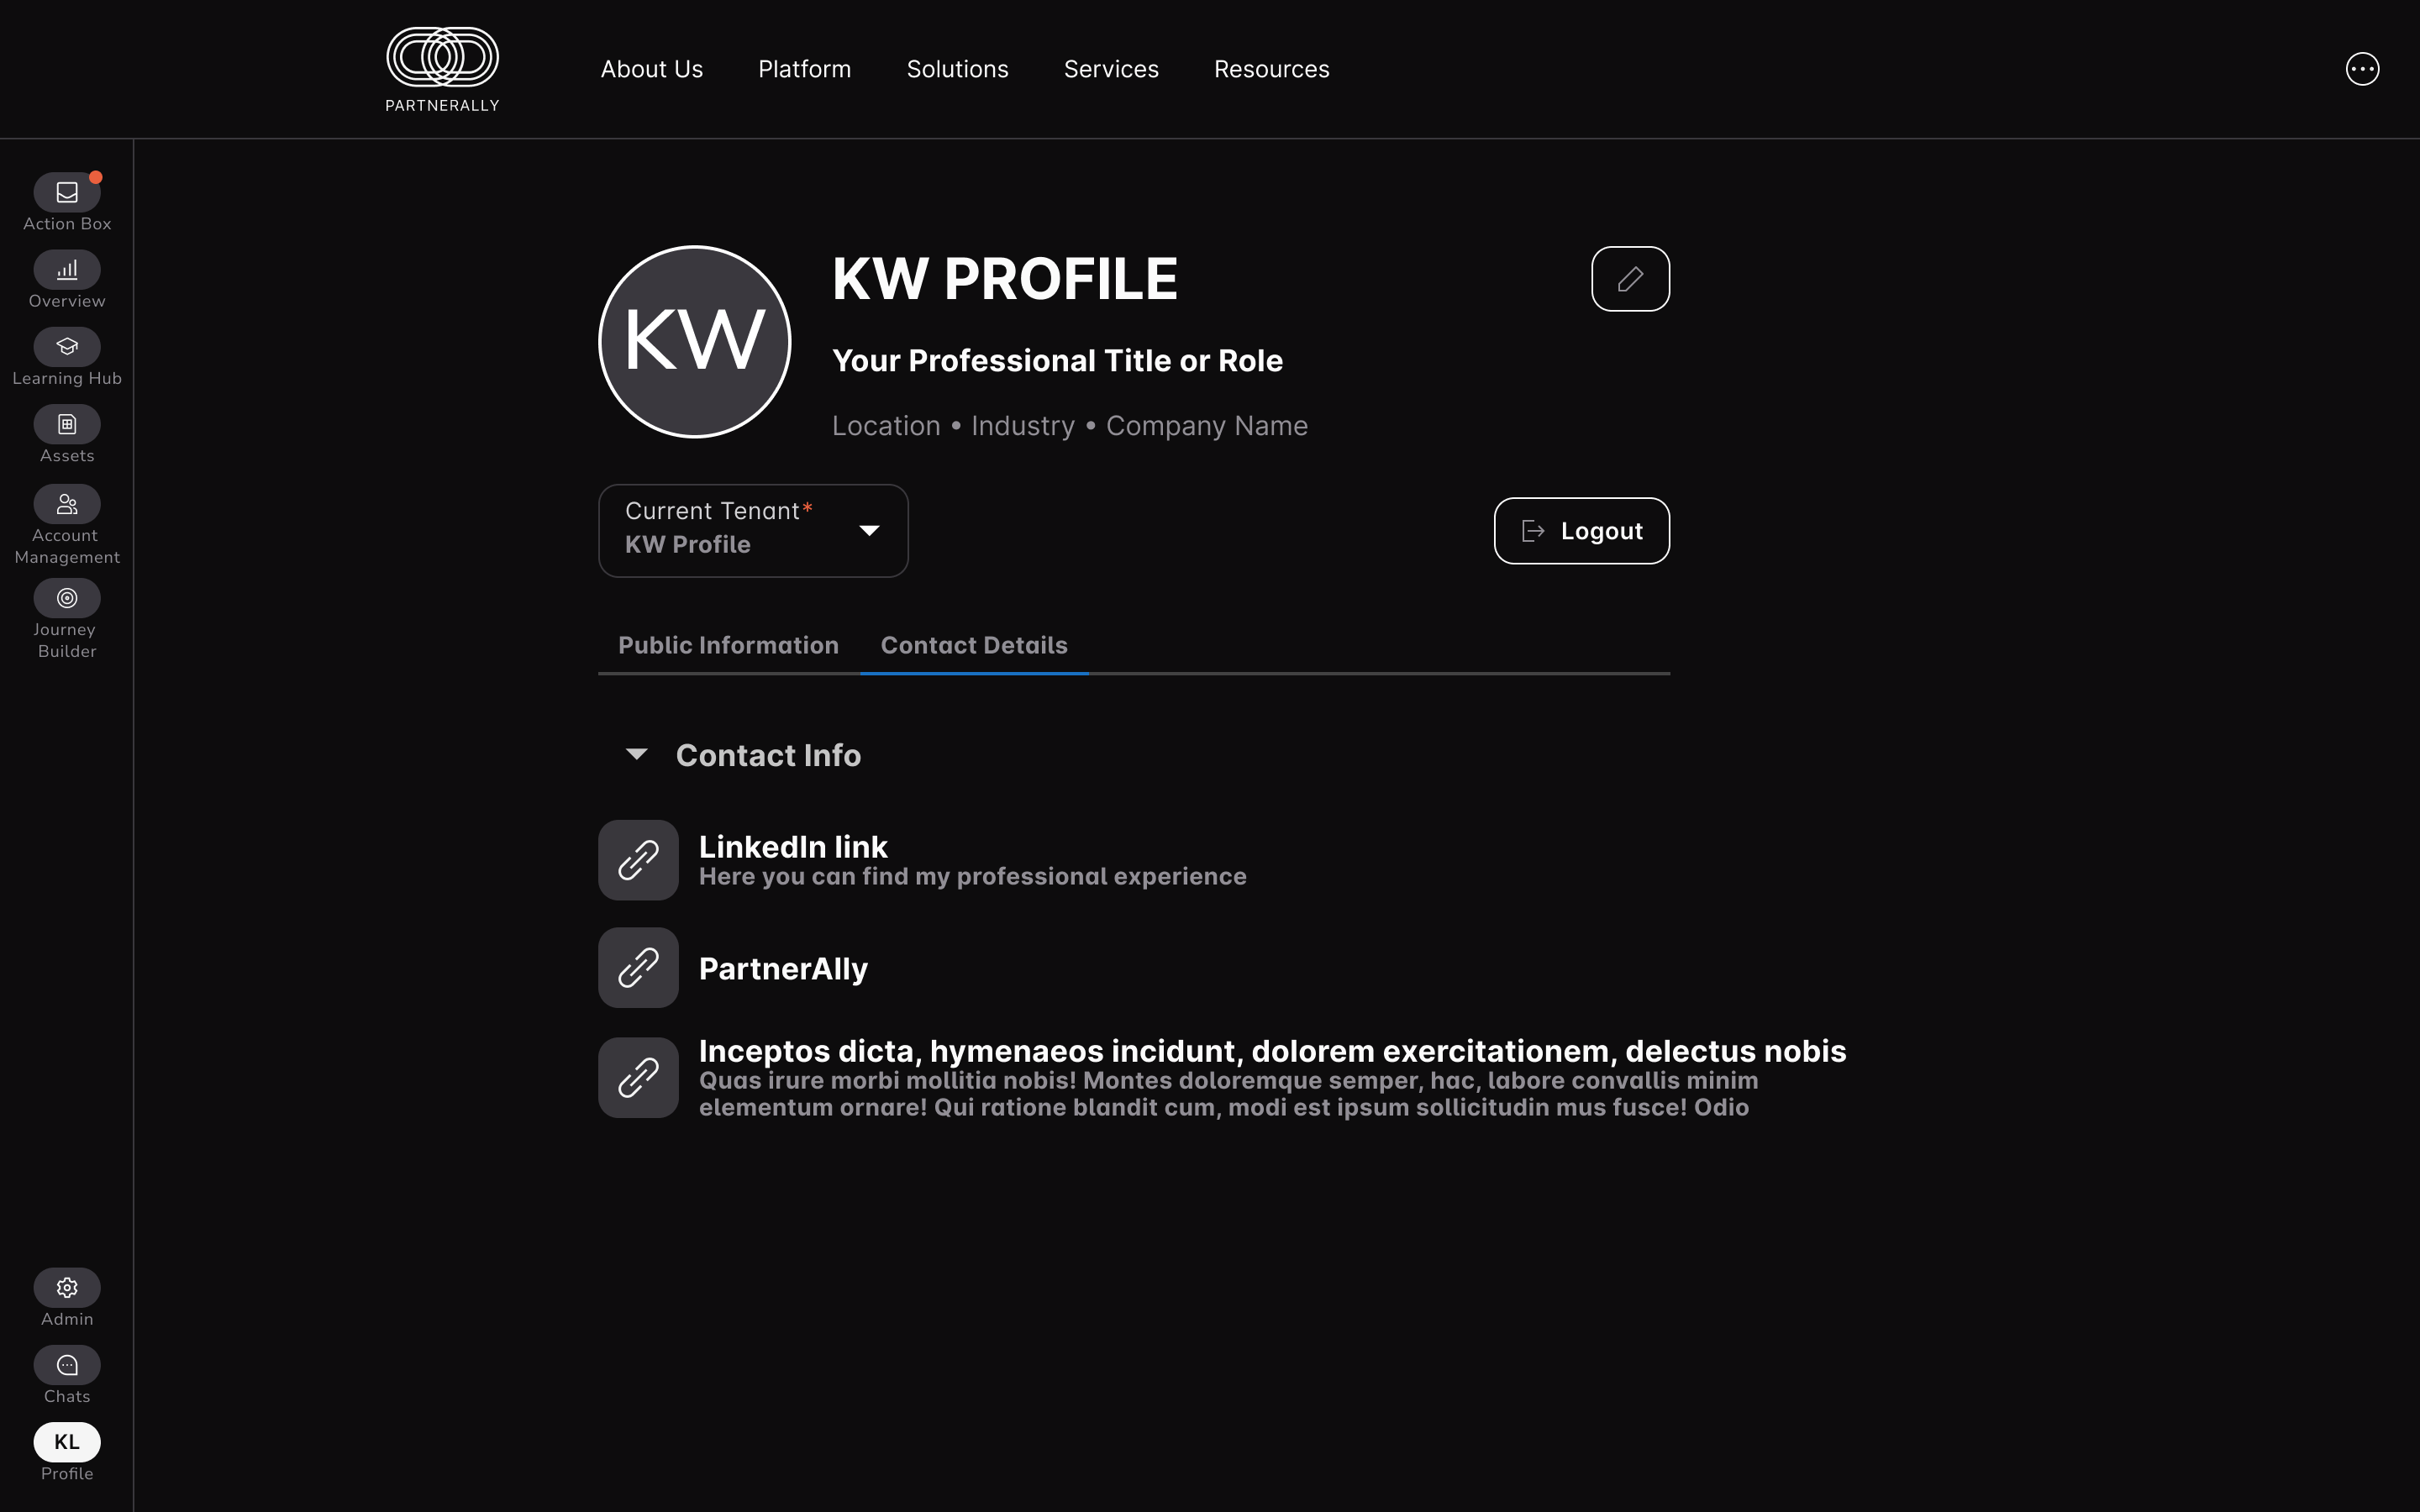 PARTNERALLY
About Us
Platform
Solutions
Services
Resources
Action Box
Overview
Learning Hub
Assets
Account
Management
Journey
Builder
Admin
Chats
KL
Profile
KW
KW PROFILE
Your Professional Title or Role
Location • Industry • Company Name
Current Tenant*
KW Profile
Logout
Public Information
Contact Details
Contact Info
LinkedIn link
Here you can find my professional experience
PartnerAlly
Inceptos dicta, hymenaeos incidunt, dolorem exercitationem, delectus nobis
Quas irure morbi mollitia nobis! Montes doloremque semper, hac, labore convallis minim
elementum ornare! Qui ratione blandit cum, modi est ipsum sollicitudin mus fusce! Odio